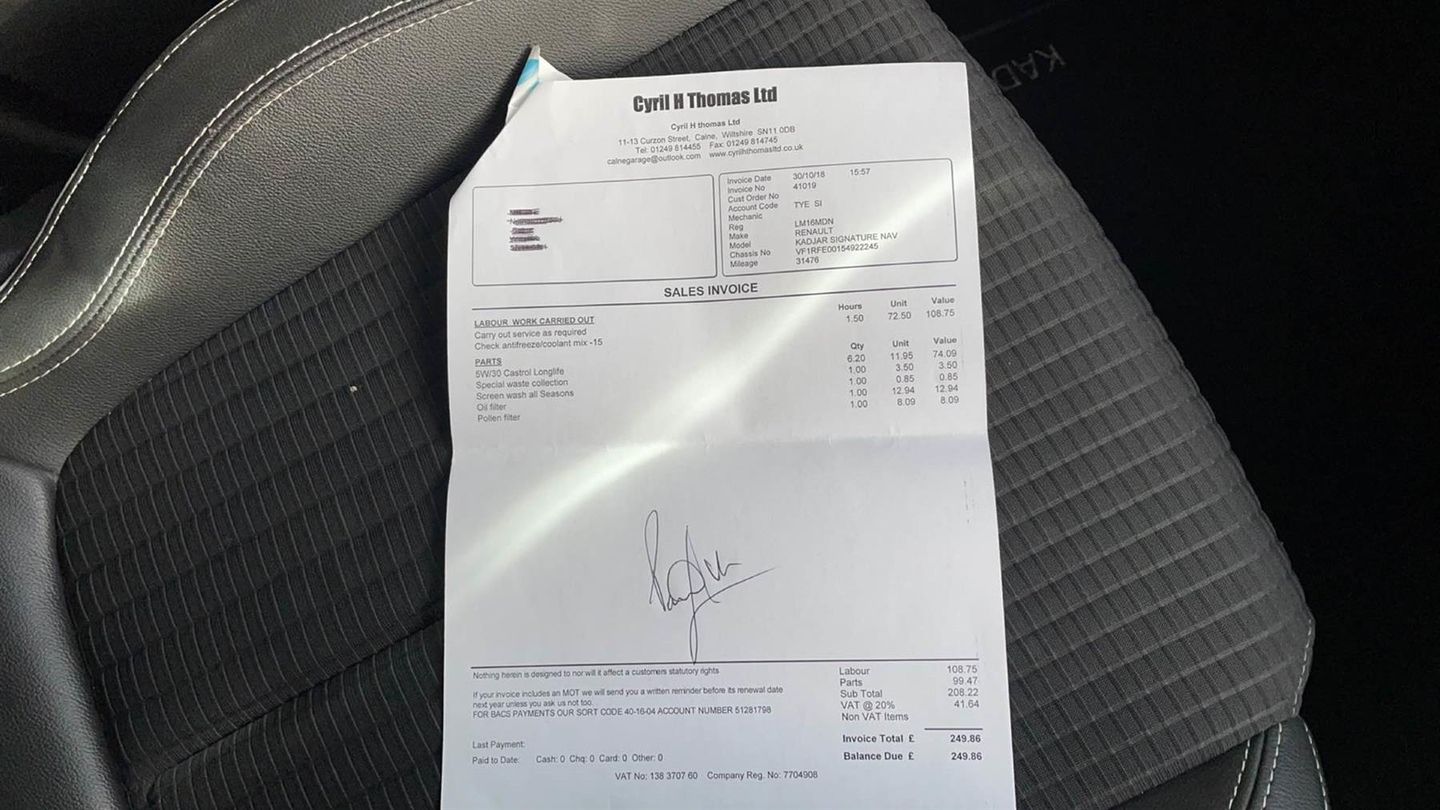 KADJ
Cyril H Thomas Ltd
Cyril H thomas Ltd
11-13 Curzon Street, Calne, Wiltshire SN11 0DB
Tel: 01249 814455 Fax: 01249 814745
calnegarage@outlook.com www.cyrilhthomasltd.co.uk
Invoice Date 30/10/18 15:57
Invoice No 41019
Cust Order No
Account Code TYE SI
Mechanic
Reg LM16MDN
Make RENAULT
Model KADJAR SIGNATURE NAV
Chassis No VF1RFE00154922245
Mileage 31476
SALES INVOICE
Hours Unit Value
LABOUR WORK CARRIED OUT 1.50 72.50 108.75
Carry out service as required
Check antifreeze/coolant mix -15
Qty Unit Value
PARTS
5W/30 Castrol Longlife 6.20 11.95 74.09
Special waste collection 1.00 3.50 3.50
Screen wash all Seasons 1.00 0.85 0.85
Oil filter 1.00 12.94 12.94
Pollen filter 1.00 8.09 8.09
Nothing herein is designed to nor will it affect a customers statutory rights
If your invoice includes an MOT we will send you a written reminder before its renewal date
next year unless you ask us not too.
FOR BACS PAYMENTS OUR SORT CODE 40-16-04 ACCOUNT NUMBER 51281798
Labour 108.75
Parts 99.47
Sub Total 208.22
VAT @ 20% 41.64
Non VAT Items
Invoice Total £ 249.86
Balance Due £ 249.86
Last Payment:
Paid to Date: Cash: 0 Chq: 0 Card: 0 Other: 0
VAT No: 138 3707 60 Company Reg. No: 7704908